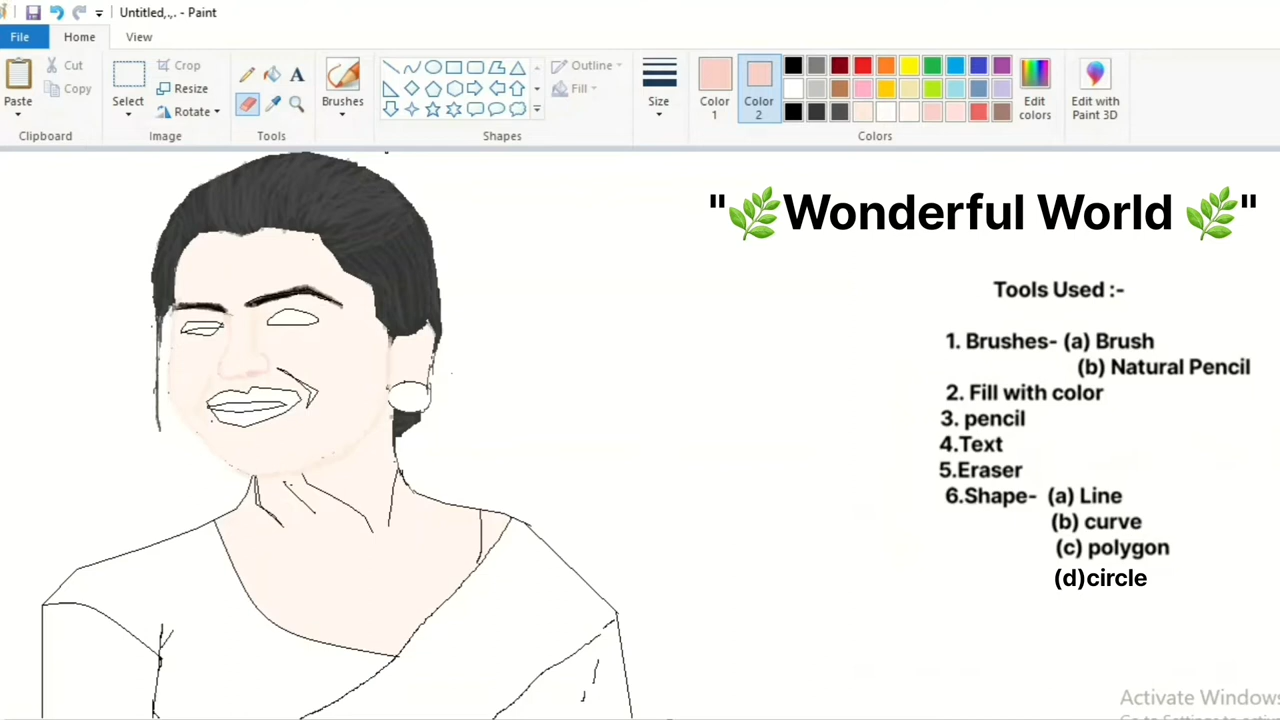 Untitled,.,. - Paint
File Home View
Cut
Copy
Paste
Clipboard
Select
Crop
Resize
Rotate
Image
A
Tools
Brushes
Outline
Fill
Shapes
Size
Color 1
Color 2
Edit colors
Colors
Edit with Paint 3D
"🌿Wonderful World 🌿"
Tools Used :-
1. Brushes- (a) Brush
(b) Natural Pencil
2. Fill with color
3. pencil
4.Text
5.Eraser
6.Shape- (a) Line
(b) curve
(c) polygon
(d)circle
Activate Windows